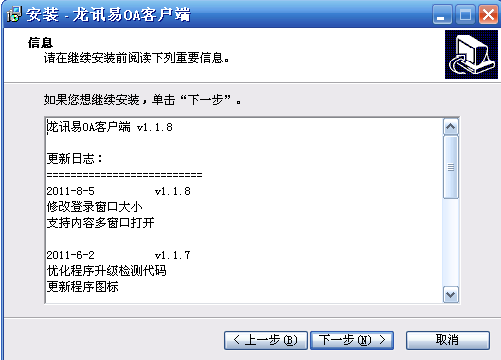 安装 - 龙讯易OA客户端
信息
请在继续安装前阅读下列重要信息。
如果您想继续安装，单击“下一步”。
龙讯易OA客户端 v1.1.8
更新日志：
==========================
2011-8-5 v1.1.8
修改登录窗口大小
支持内容多窗口打开
2011-6-2 v1.1.7
优化程序升级检测代码
更新程序图标
< 上一步(B)
下一步(N) >
取消